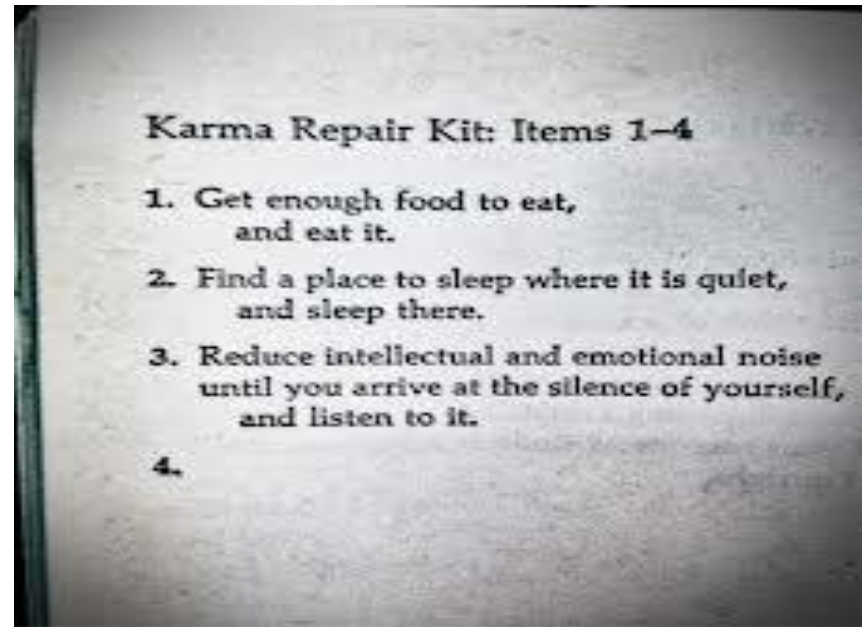 Karma Repair Kit: Items 1–4
1. Get enough food to eat,
and eat it.
2. Find a place to sleep where it is quiet,
and sleep there.
3. Reduce intellectual and emotional noise
until you arrive at the silence of yourself,
and listen to it.
4.